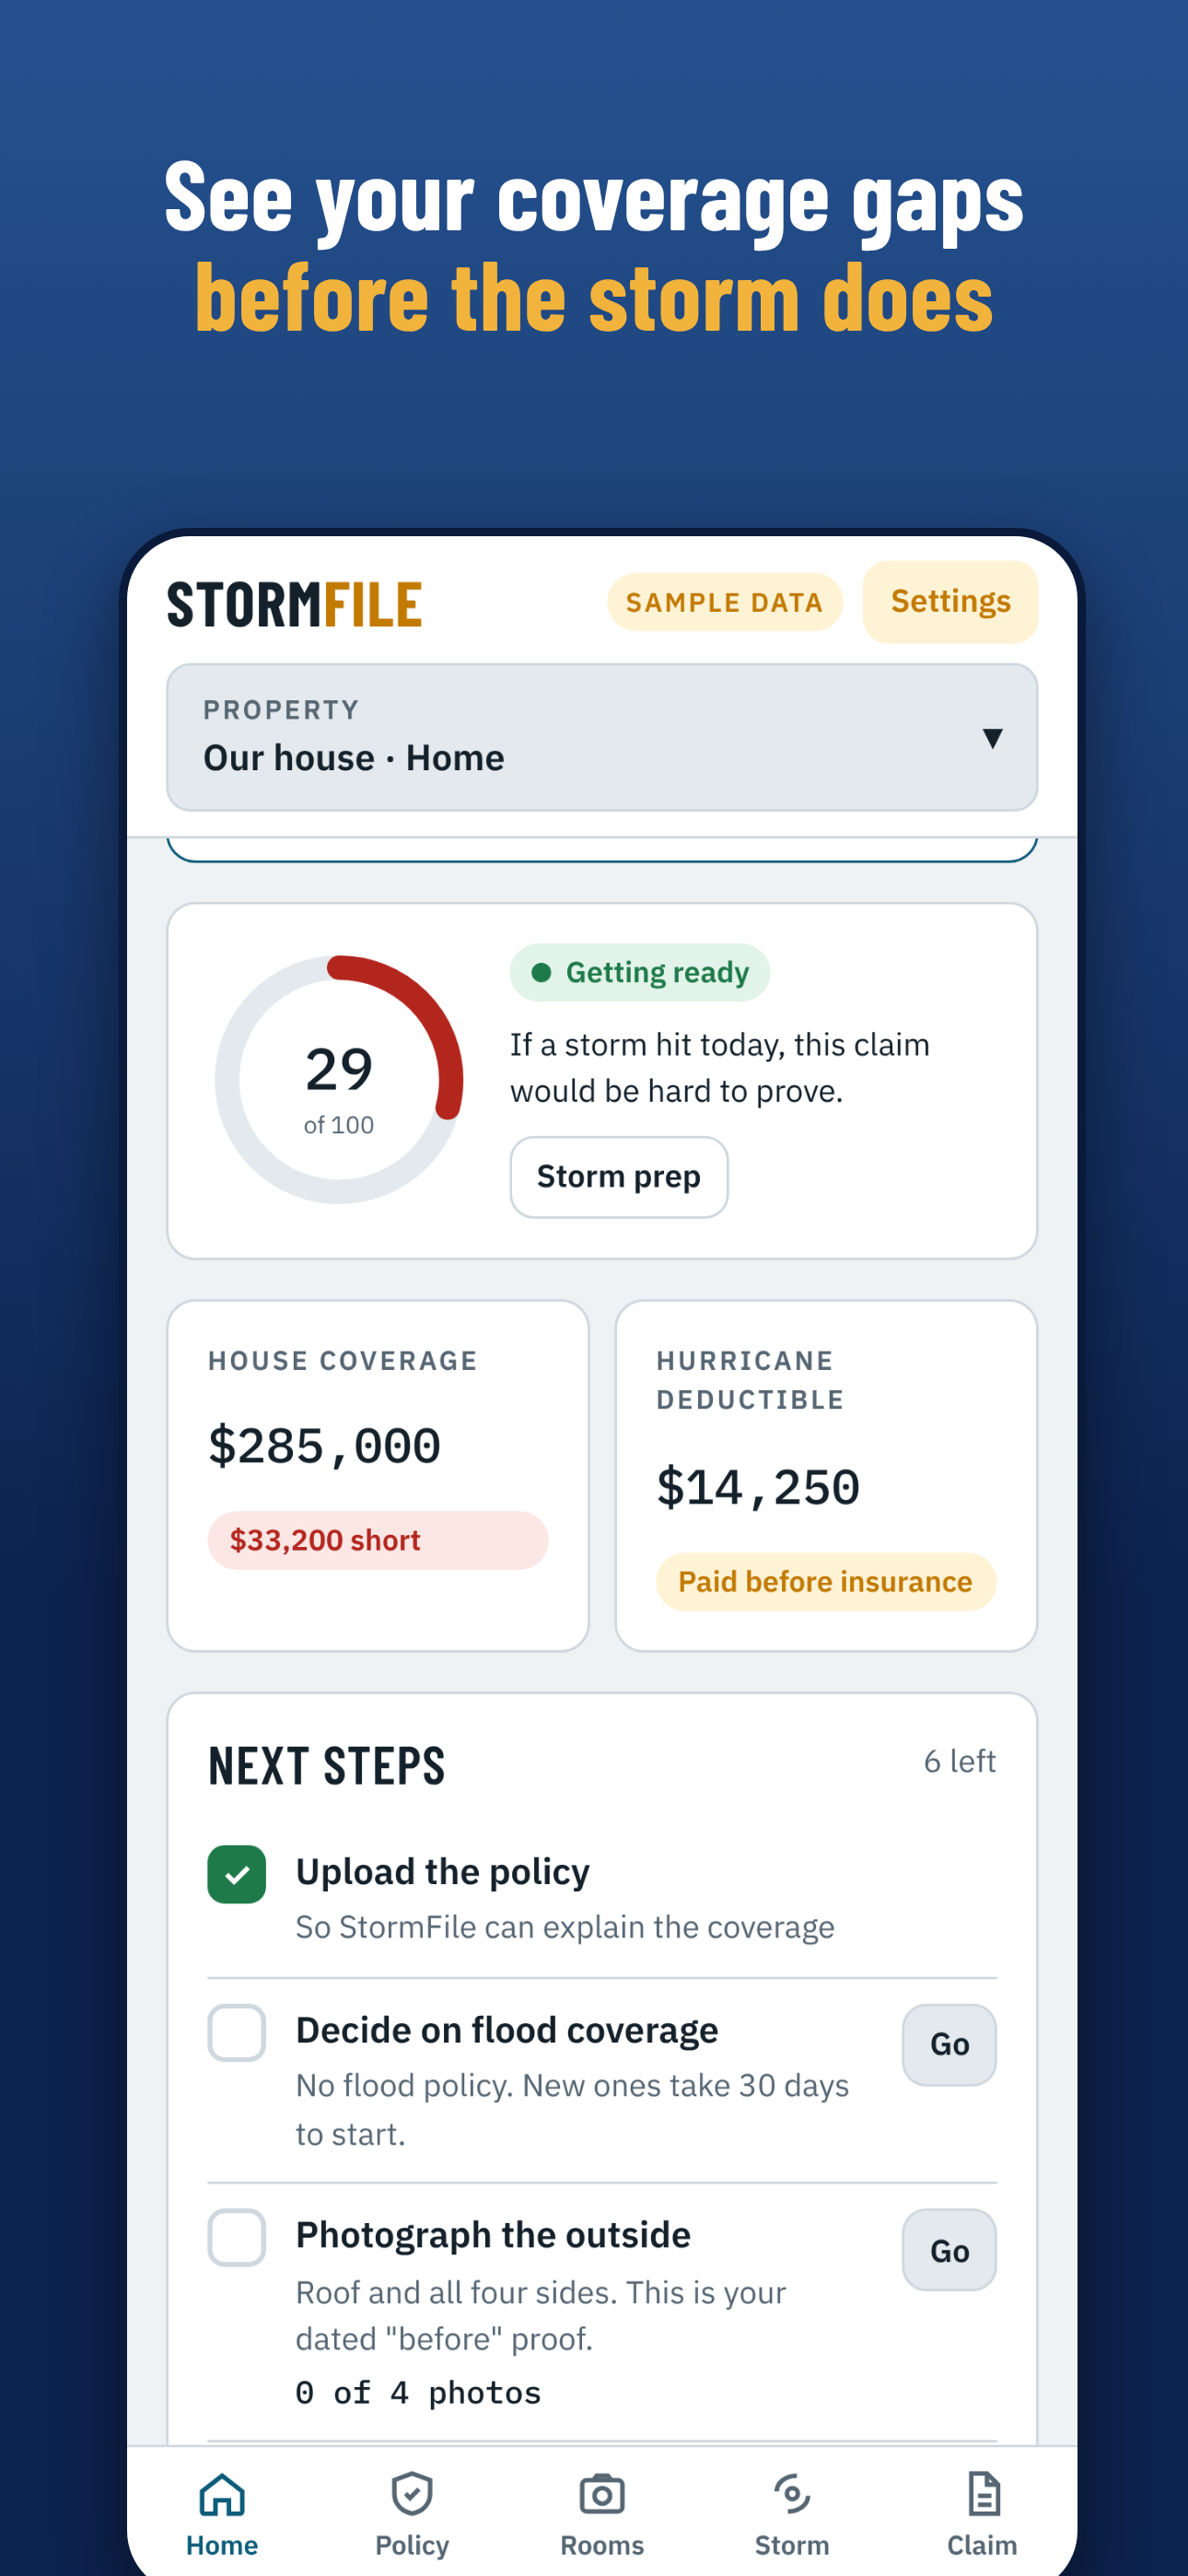 See your coverage gaps
before the storm does
STORMFILE
SAMPLE DATA
Settings
PROPERTY
Our house · Home
▼
29
of 100
Getting ready
If a storm hit today, this claim
would be hard to prove.
Storm prep
HOUSE COVERAGE
$285,000
$33,200 short
HURRICANE
DEDUCTIBLE
$14,250
Paid before insurance
NEXT STEPS
6 left
Upload the policy
So StormFile can explain the coverage
Decide on flood coverage
No flood policy. New ones take 30 days
to start.
Go
Photograph the outside
Roof and all four sides. This is your
dated "before" proof.
0 of 4 photos
Go
Home
Policy
Rooms
Storm
Claim